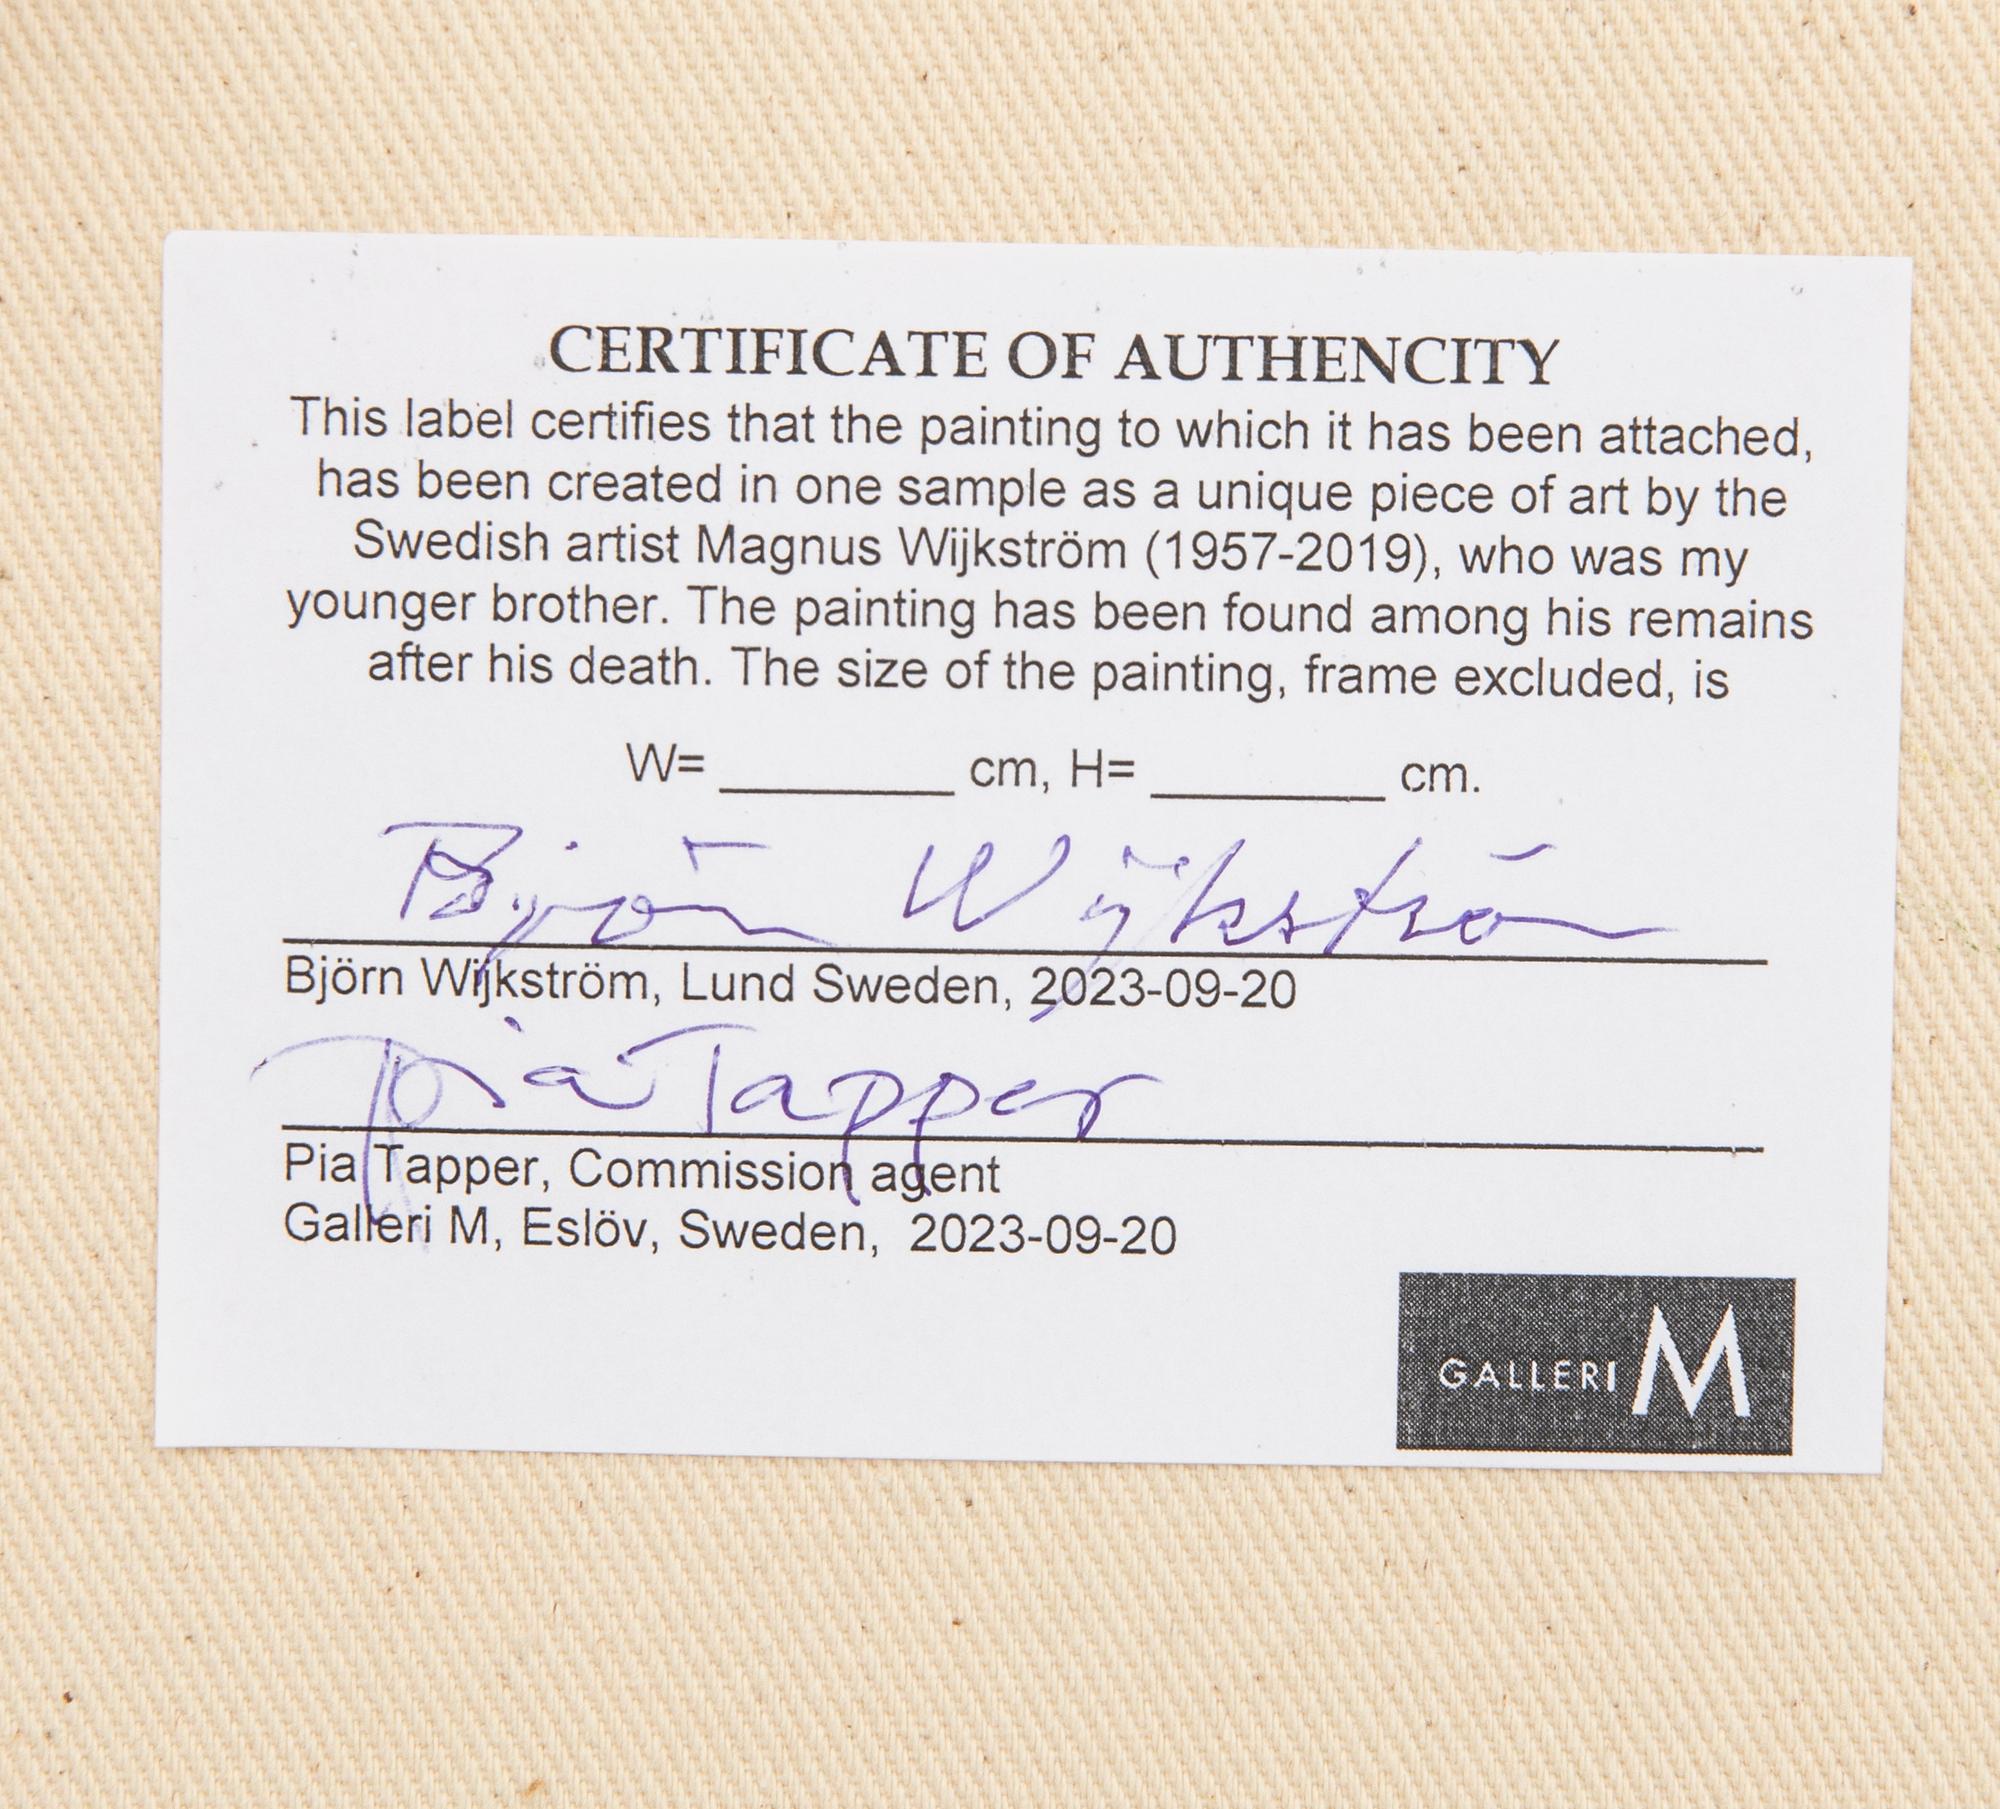 CERTIFICATE OF AUTHENCITY
This label certifies that the painting to which it has been attached,
has been created in one sample as a unique piece of art by the
Swedish artist Magnus Wijkström (1957-2019), who was my
younger brother. The painting has been found among his remains
after his death. The size of the painting, frame excluded, is
W= ________ cm, H= ________ cm.
Björn Wijkström
Björn Wijkström, Lund Sweden, 2023-09-20
Pia Tapper
Pia Tapper, Commission agent
Galleri M, Eslöv, Sweden, 2023-09-20
GALLERI M